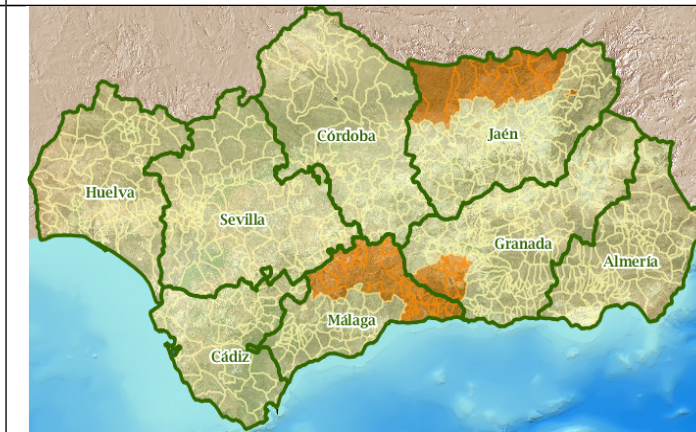 Córdoba
Jaén
Huelva
Sevilla
Granada
Almería
Málaga
Cádiz